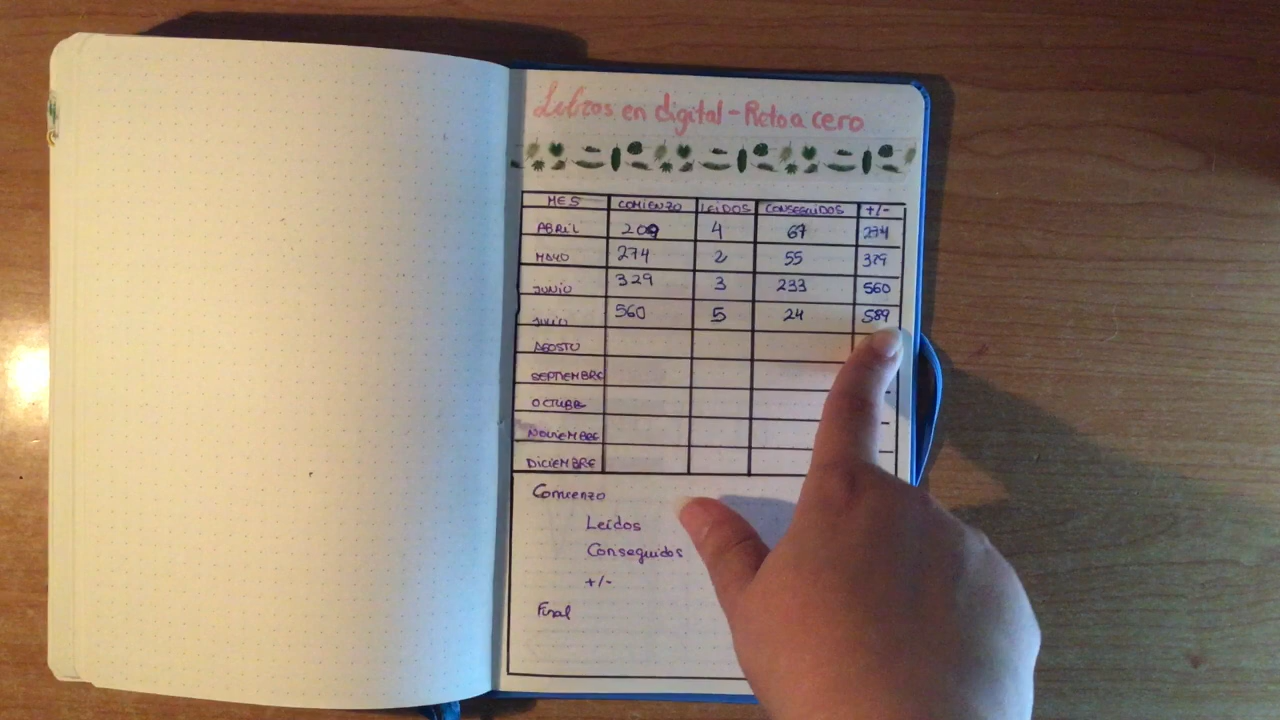 Libros en digital - Reto a cero
MES COMIENZO LEÍDOS CONSEGUIDOS +/-
ABRIL 209 4 67 274
MAYO 274 2 55 329
JUNIO 329 3 233 560
JULIO 560 5 24 589
AGOSTO
SEPTIEMBRE
OCTUBRE
NOVIEMBRE
DICIEMBRE
Comienzo
Leídos
Conseguidos
+/-
Final